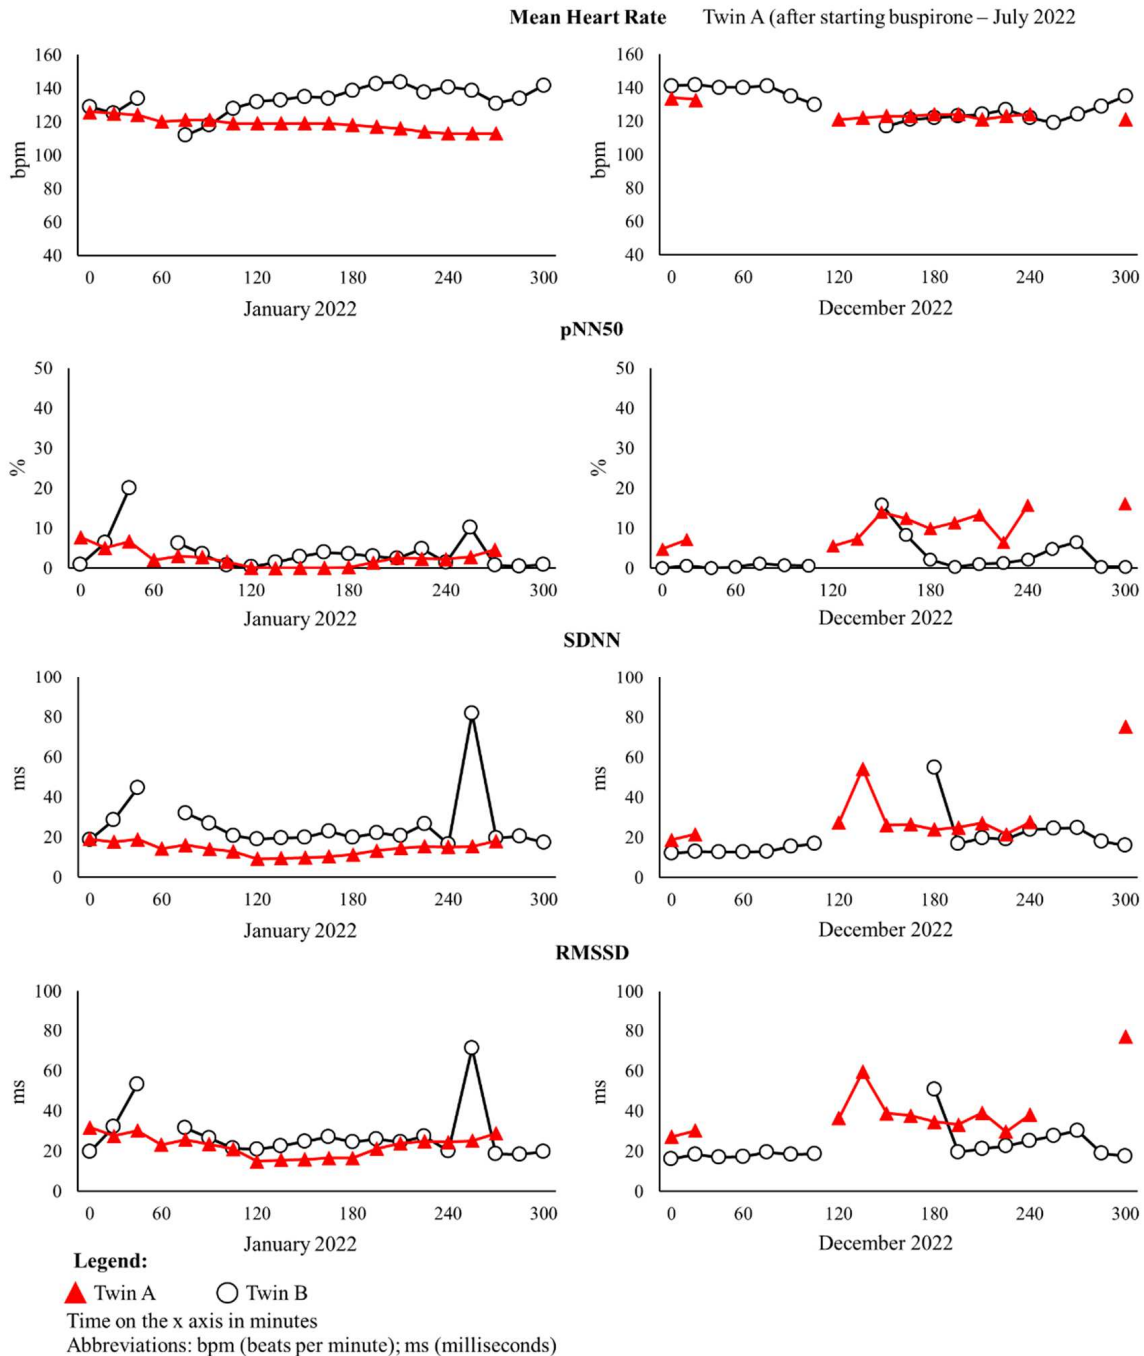 Mean Heart Rate Twin A (after starting buspirone – July 2022
160 160
140 140
120 120
100 100
80 80
60 60
40 40
bpm bpm
0 60 120 180 240 300 0 60 120 180 240 300
January 2022 December 2022
pNN50
50 50
40 40
30 30
20 20
10 10
0 0
% %
0 60 120 180 240 300 0 60 120 180 240 300
January 2022 December 2022
SDNN
100 100
80 80
60 60
40 40
20 20
0 0
ms ms
0 60 120 180 240 300 0 60 120 180 240 300
January 2022 December 2022
RMSSD
100 100
80 80
60 60
40 40
20 20
0 0
ms ms
0 60 120 180 240 300 0 60 120 180 240 300
January 2022 December 2022
Legend:
Twin A Twin B
Time on the x axis in minutes
Abbreviations: bpm (beats per minute); ms (milliseconds)